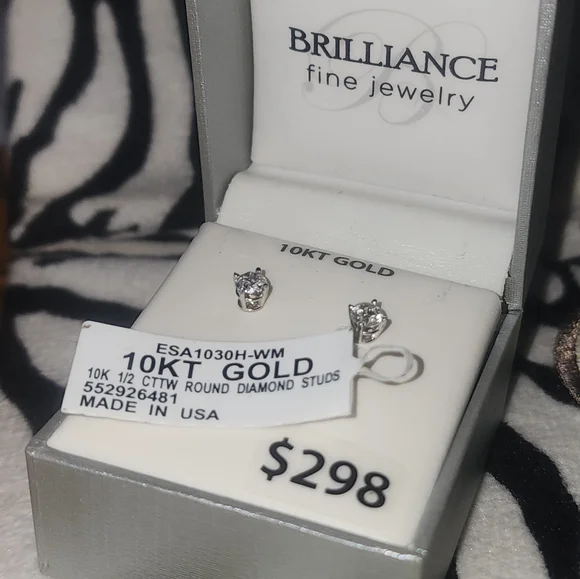 BRILLIANCE
fine jewelry
10KT GOLD
ESA1030H-WM
10KT GOLD
10K 1/2 CTTW ROUND DIAMOND STUDS
552926481
MADE IN USA
$298